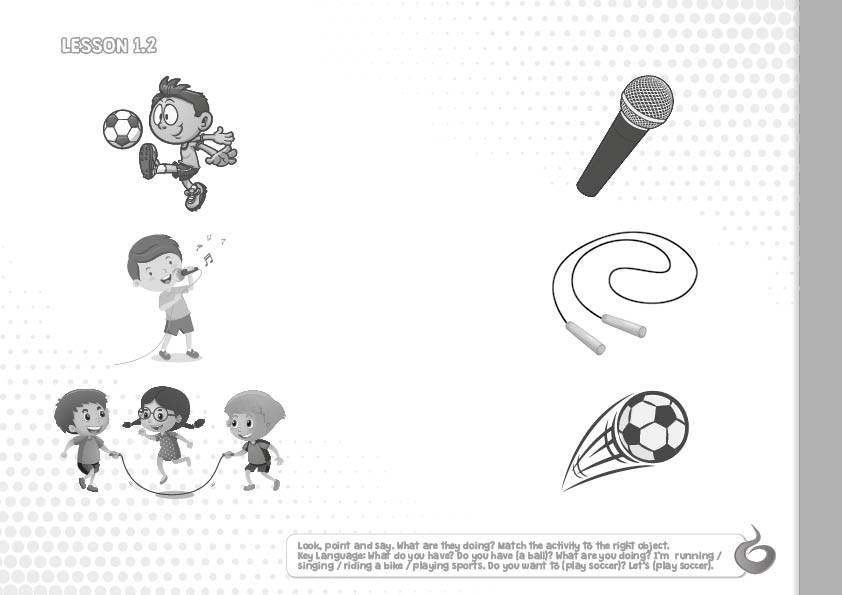 LESSON 1.2
Look, point and say. What are they doing? Match the activity to the right object.
Key Language: What do you have? Do you have (a ball)? What are you doing? I'm running /
singing / riding a bike / playing sports. Do you want to (play soccer)? Let's (play soccer).